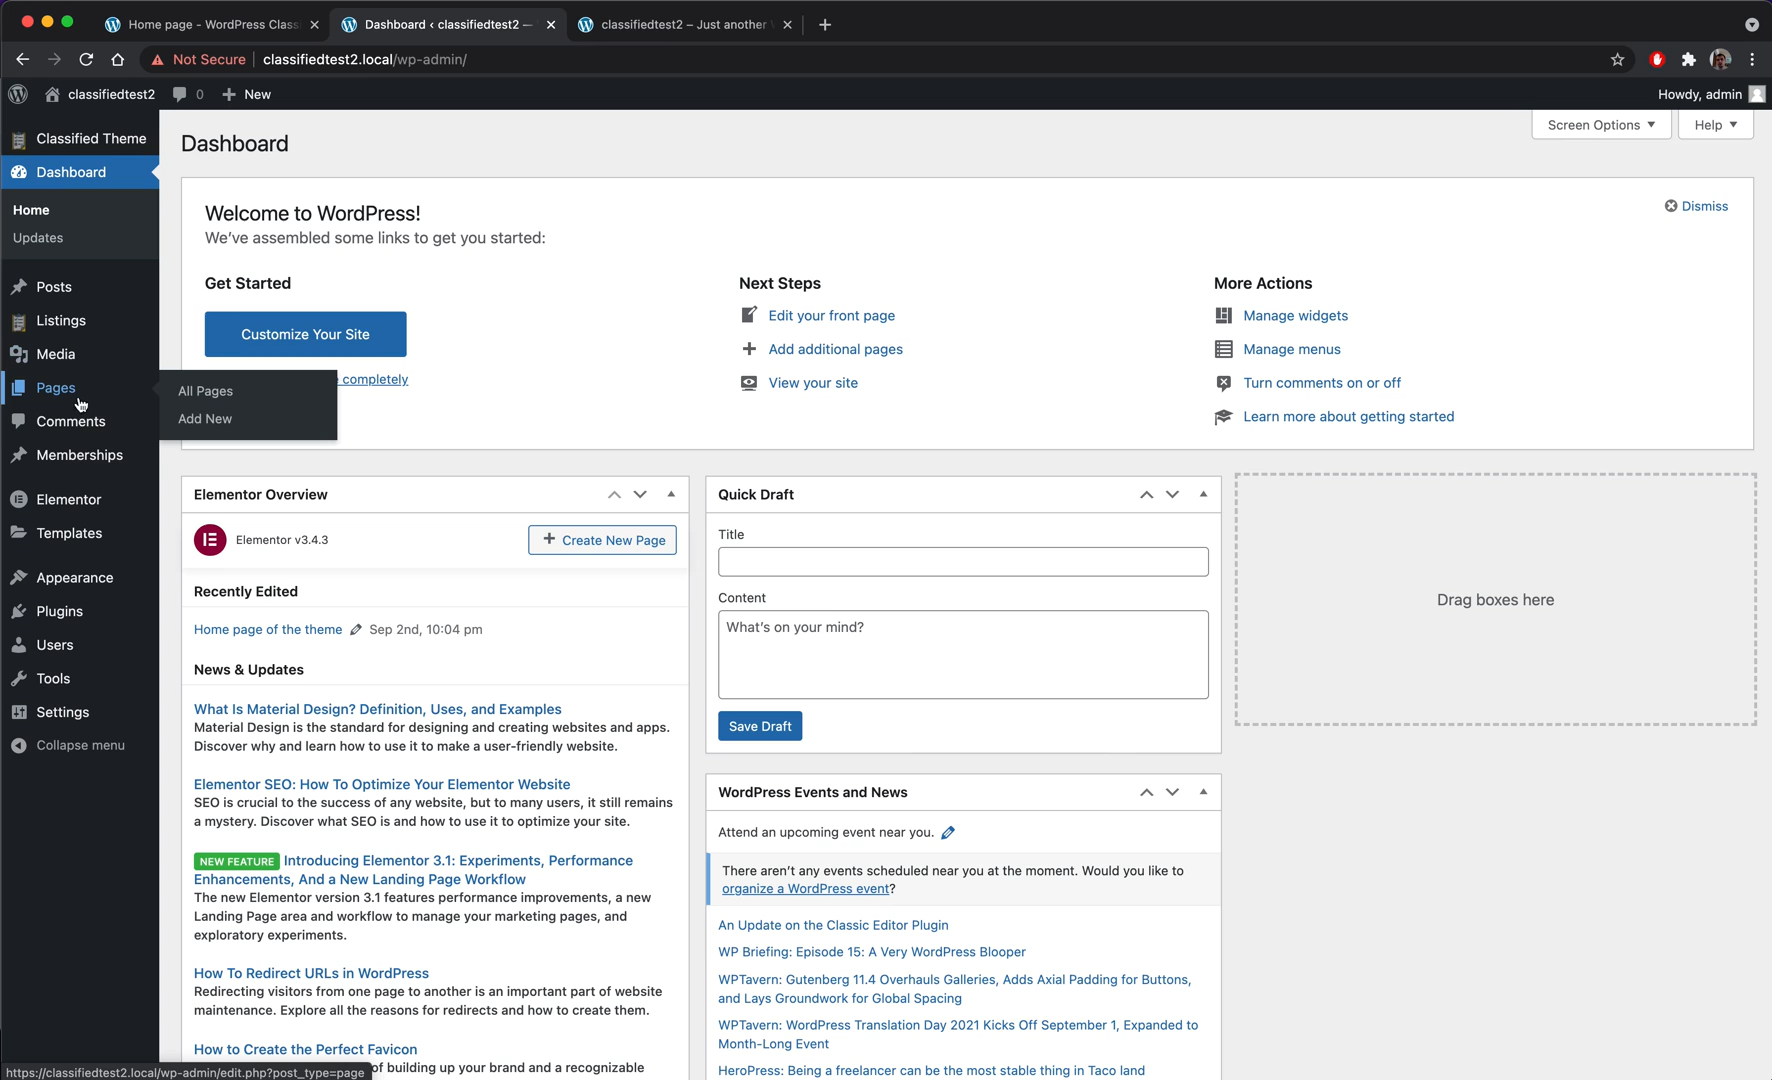 Home page - WordPress Class
Dashboard ‹ classifiedtest2 —
classifiedtest2 – Just another
Not Secure
classifiedtest2.local/wp-admin/
classifiedtest2
0
New
Howdy, admin
Classified Theme
Dashboard
Home
Updates
Posts
Listings
Media
Pages
Comments
Memberships
Elementor
Templates
Appearance
Plugins
Users
Tools
Settings
Collapse menu
All Pages
Add New
Dashboard
Screen Options
Help
Welcome to WordPress!
We've assembled some links to get you started:
Dismiss
Get Started
Customize Your Site
completely
Next Steps
Edit your front page
Add additional pages
View your site
More Actions
Manage widgets
Manage menus
Turn comments on or off
Learn more about getting started
Elementor Overview
Elementor v3.4.3
Create New Page
Recently Edited
Home page of the theme Sep 2nd, 10:04 pm
News & Updates
What Is Material Design? Definition, Uses, and Examples
Material Design is the standard for designing and creating websites and apps.
Discover why and learn how to use it to make a user-friendly website.
Elementor SEO: How To Optimize Your Elementor Website
SEO is crucial to the success of any website, but to many users, it still remains
a mystery. Discover what SEO is and how to use it to optimize your site.
NEW FEATURE Introducing Elementor 3.1: Experiments, Performance
Enhancements, And a New Landing Page Workflow
The new Elementor version 3.1 features performance improvements, a new
Landing Page area and workflow to manage your marketing pages, and
exploratory experiments.
How To Redirect URLs in WordPress
Redirecting visitors from one page to another is an important part of website
maintenance. Explore all the reasons for redirects and how to create them.
How to Create the Perfect Favicon
of building up your brand and a recognizable
Quick Draft
Title
Content
What's on your mind?
Save Draft
WordPress Events and News
Attend an upcoming event near you.
There aren't any events scheduled near you at the moment. Would you like to
organize a WordPress event?
An Update on the Classic Editor Plugin
WP Briefing: Episode 15: A Very WordPress Blooper
WPTavern: Gutenberg 11.4 Overhauls Galleries, Adds Axial Padding for Buttons,
and Lays Groundwork for Global Spacing
WPTavern: WordPress Translation Day 2021 Kicks Off September 1, Expanded to
Month-Long Event
HeroPress: Being a freelancer can be the most stable thing in Taco land
Drag boxes here
https://classifiedtest2.local/wp-admin/edit.php?post_type=page